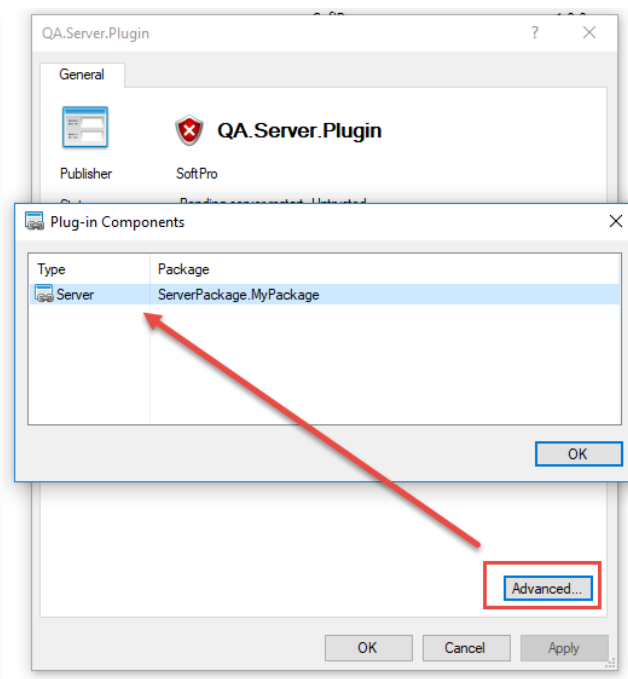 QA.Server.Plugin
General
QA.Server.Plugin
Publisher SoftPro
Plug-in Components
Type Package
Server ServerPackage.MyPackage
OK
Advanced...
OK Cancel Apply